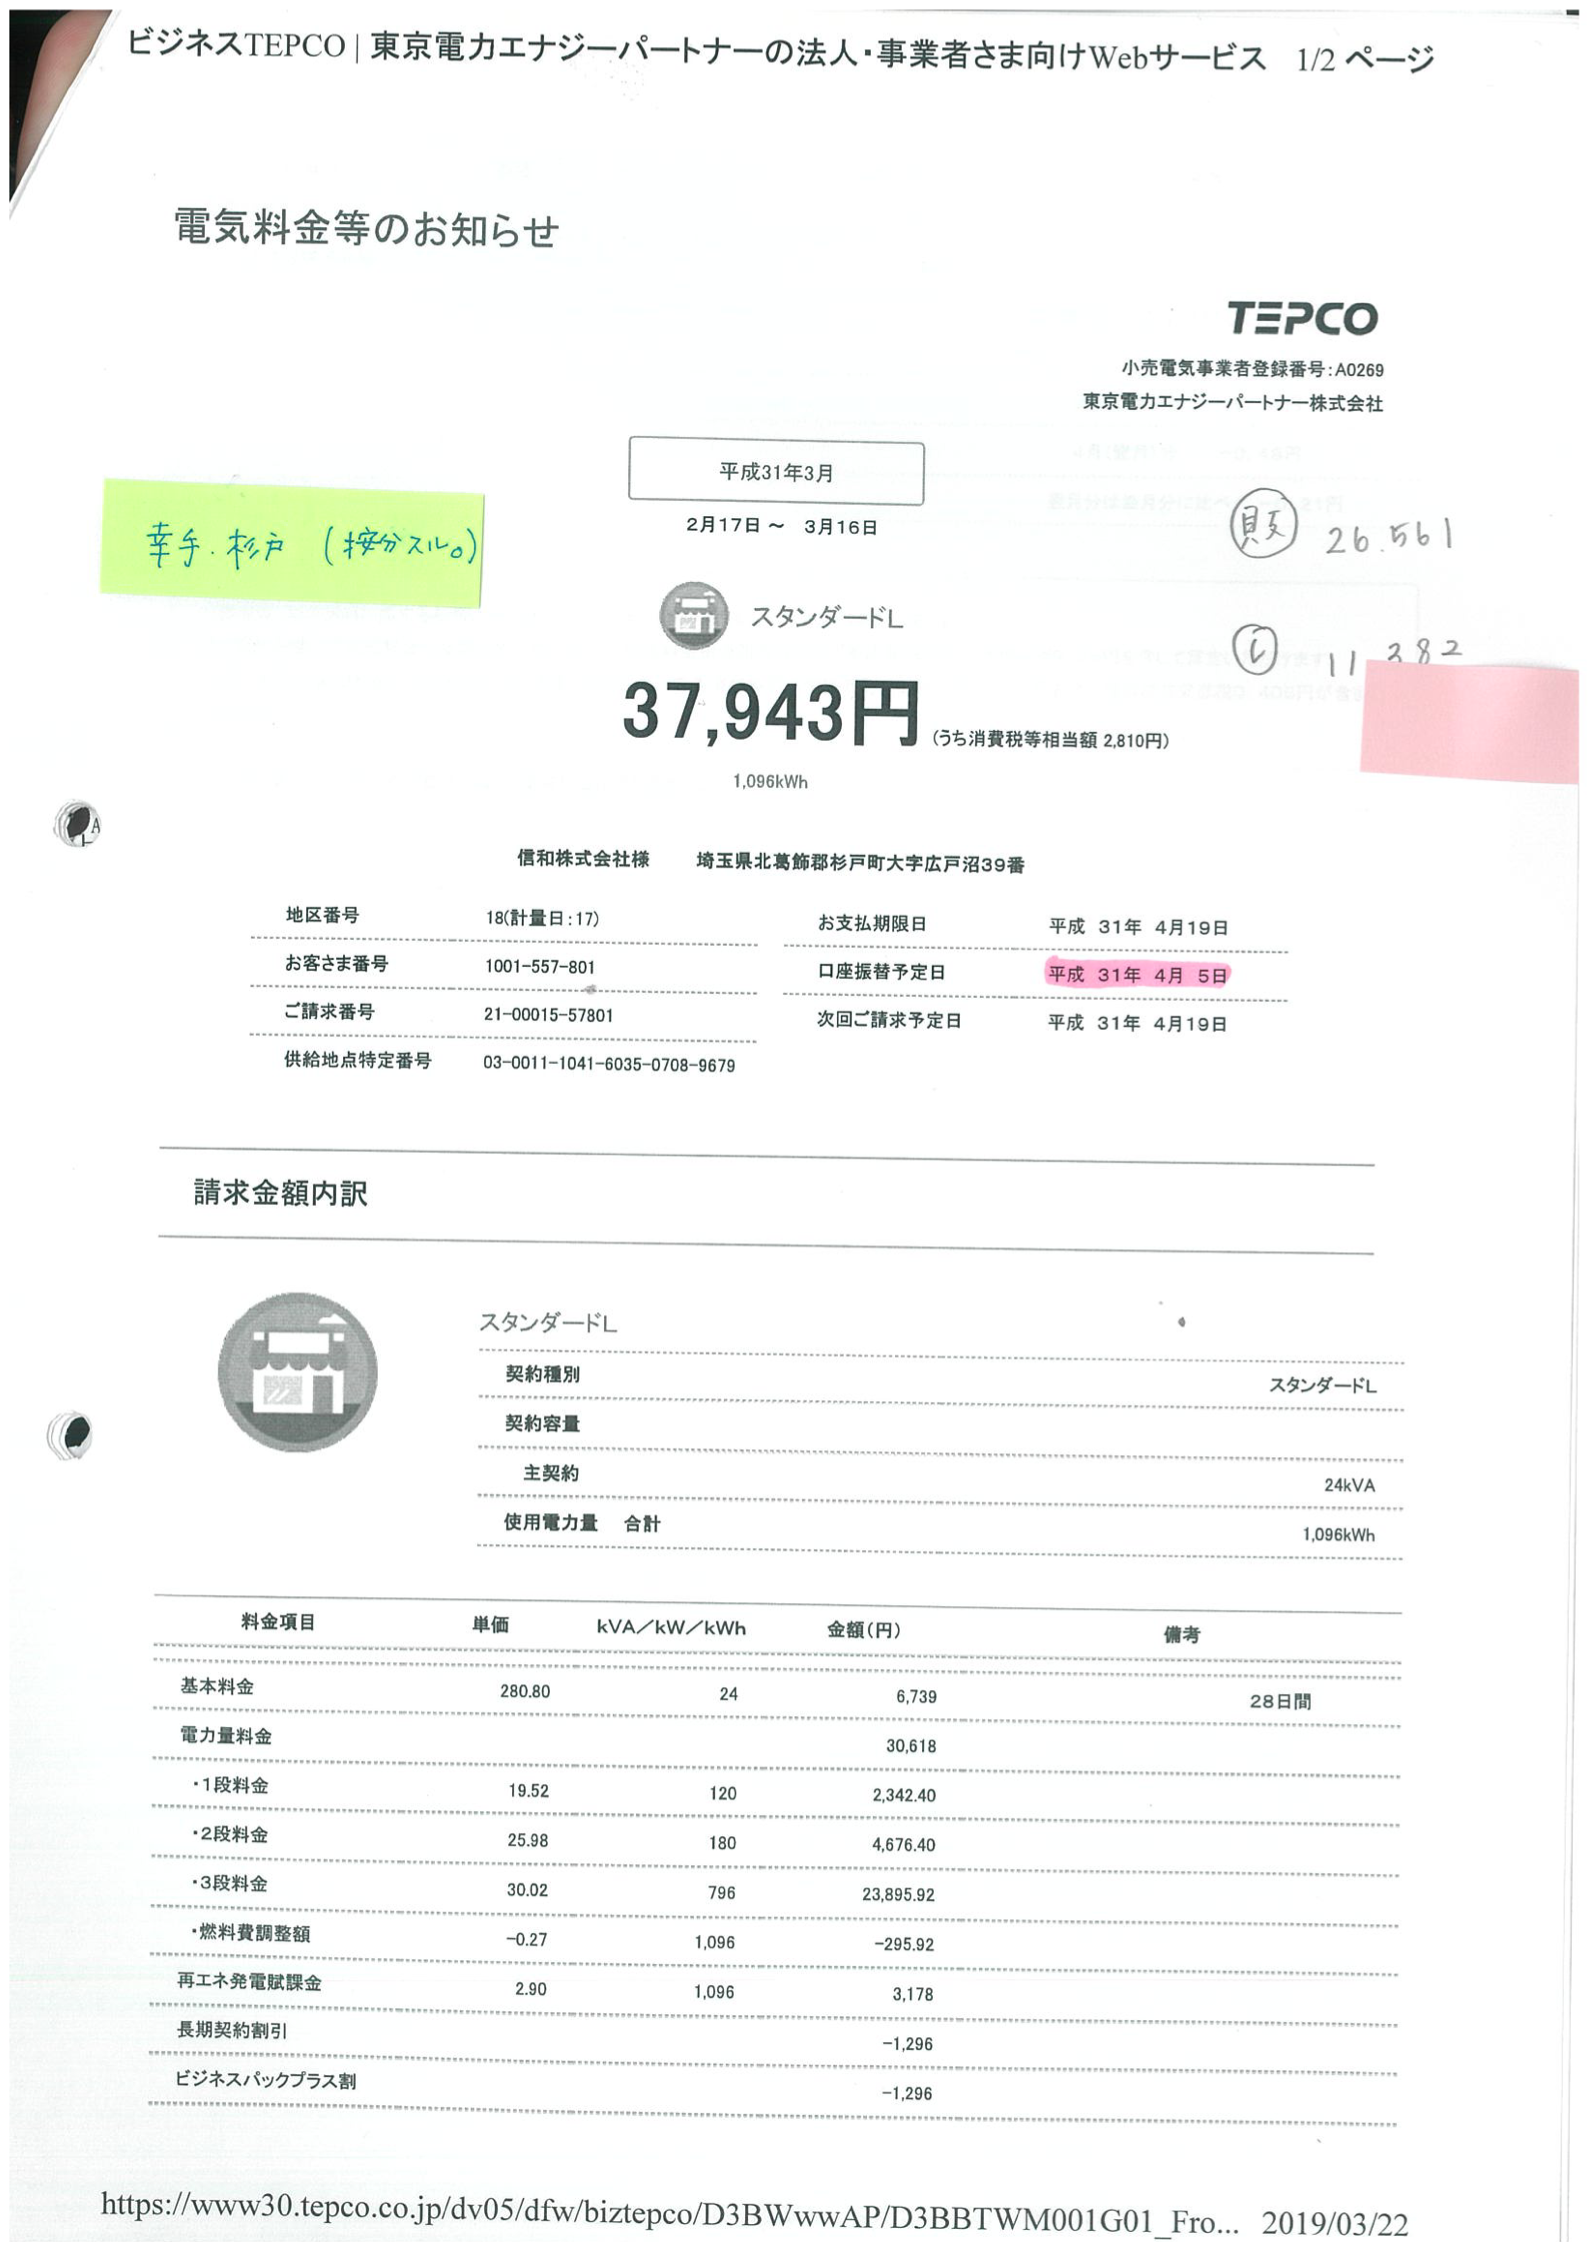 ビジネスTEPCO | 東京電力エナジーパートナーの法人・事業者さま向けWebサービス 1/2 ページ
電気料金等のお知らせ
TEPCO
小売電気事業者登録番号:A0269
東京電力エナジーパートナー株式会社
平成31年3月
2月17日 ～ 3月16日
幸手.杉戸 (按分スル。)
販 26.561
スタンダードL
レ 11 382
37,943円 (うち消費税等相当額 2,810円)
1,096kWh
信和株式会社様 埼玉県北葛飾郡杉戸町大字広戸沼39番
地区番号 18(計量日:17) お支払期限日 平成 31年 4月19日
お客さま番号 1001-557-801 口座振替予定日 平成 31年 4月 5日
ご請求番号 21-00015-57801 次回ご請求予定日 平成 31年 4月19日
供給地点特定番号 03-0011-1041-6035-0708-9679
請求金額内訳
スタンダードL
契約種別 スタンダードL
契約容量
主契約 24kVA
使用電力量 合計 1,096kWh
料金項目 単価 kVA／kW／kWh 金額(円) 備考
基本料金 280.80 24 6,739 28日間
電力量料金 30,618
・1段料金 19.52 120 2,342.40
・2段料金 25.98 180 4,676.40
・3段料金 30.02 796 23,895.92
・燃料費調整額 -0.27 1,096 -295.92
再エネ発電賦課金 2.90 1,096 3,178
長期契約割引 -1,296
ビジネスパックプラス割 -1,296
https://www30.tepco.co.jp/dv05/dfw/biztepco/D3BWwwAP/D3BBTWM001G01_Fro... 2019/03/22